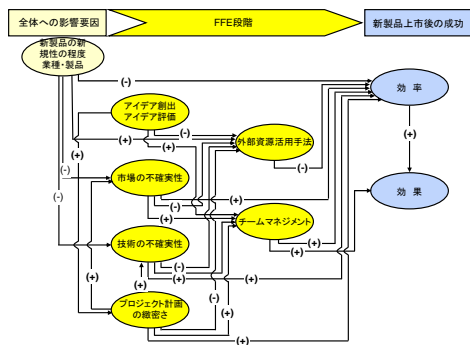 全体への影響要因
FFE段階
新製品上市後の成功
新製品の新
規性の程度
業種・製品
(-)
効 率
アイデア創出
アイデア評価
(-)
(+)
(+)
(+)
外部資源活用手法
(+)
(-)
(-)
(-)
市場の不確実性
(+)
(-)
効 果
(-)
(+)
チームマネジメント
技術の不確実性
(+)
(+)
(-)
(+)
(+)
(+)
(+)
(+)
プロジェクト計画
の緻密さ
(-)
(+)
(+)